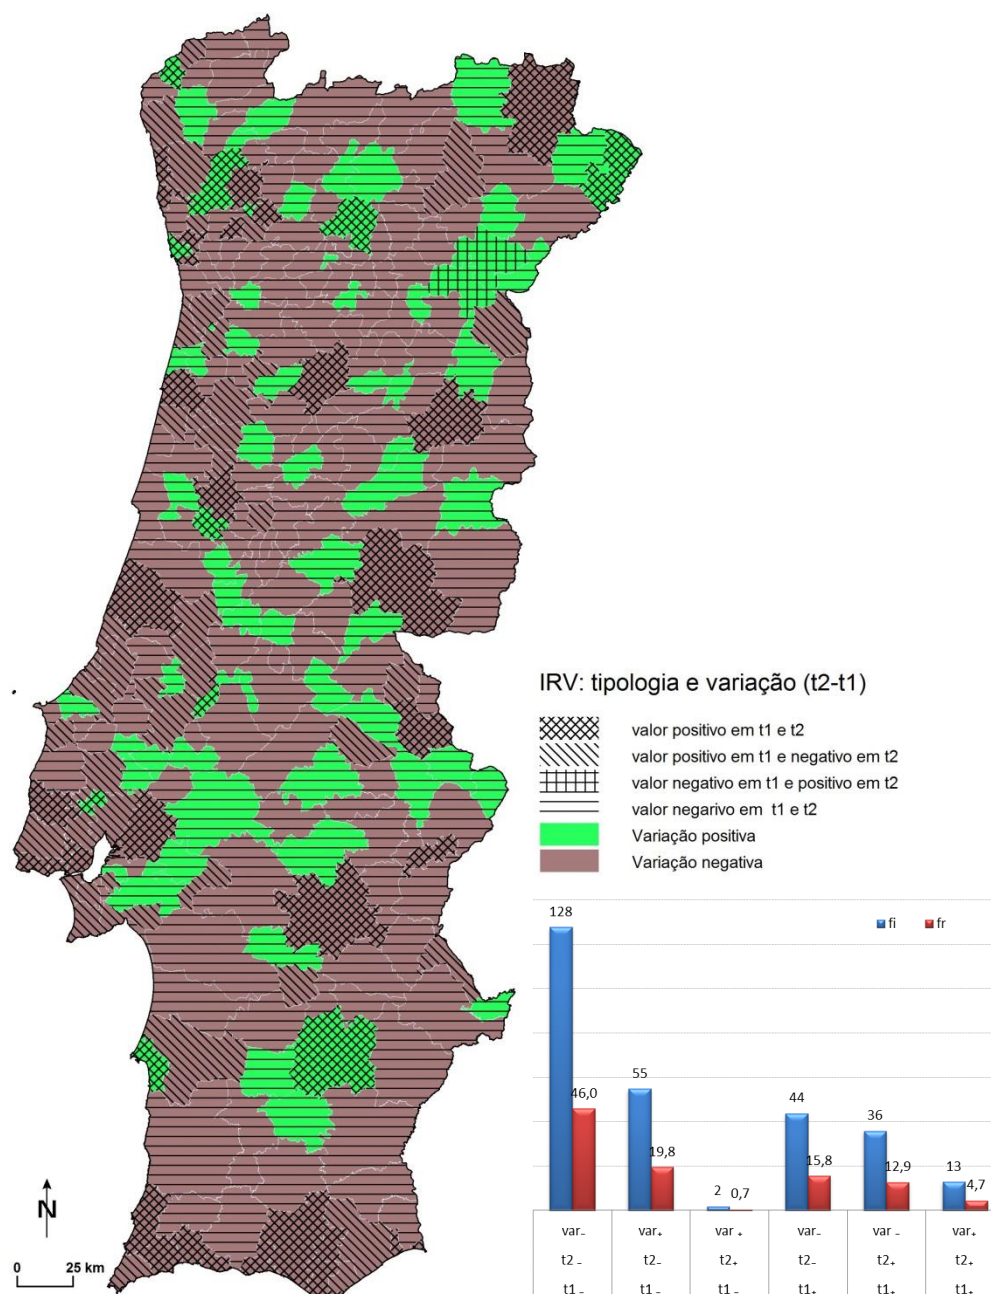 IRV: tipologia e variação (t2-t1)
valor positivo em t1 e t2
valor positivo em t1 e negativo em t2
valor negativo em t1 e positivo em t2
valor negarivo em t1 e t2
Variação positiva
Variação negativa
128
fi fr
55
46,0
44
36
19,8
15,8
12,9
13
2 0,7
4,7
var₋ var₊ var ₊ var₋ var ₋ var₊
t2 ₋ t2₋ t2₊ t2₋ t2₊ t2₊
t1 ₋ t1 ₋ t1 ₋ t1₊ t1₊ t1₊
N
0 25 km